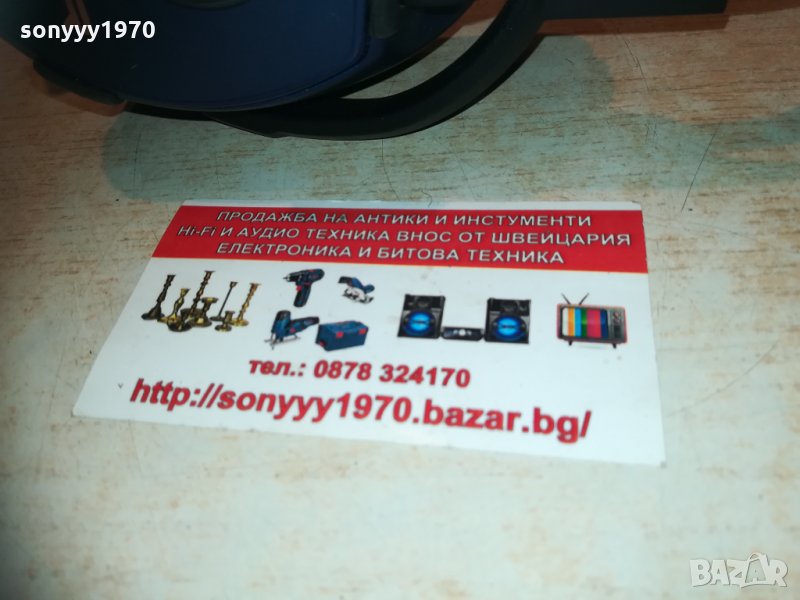 sonyyy1970
ПРОДАЖБА НА АНТИКИ И ИНСТУМЕНТИ
Hi-Fi И АУДИО ТЕХНИКА ВНОС ОТ ШВЕЙЦАРИЯ
ЕЛЕКТРОНИКА И БИТОВА ТЕХНИКА
тел.: 0878 324170
http://sonyyy1970.bazar.bg/
BAZAR